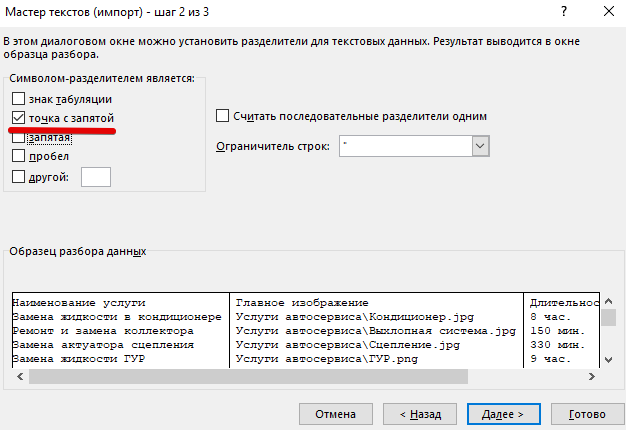 Мастер текстов (импорт) - шаг 2 из 3
В этом диалоговом окне можно установить разделители для текстовых данных. Результат выводится в окне
образца разбора.
Символом-разделителем является:
знак табуляции
точка с запятой
запятая
пробел
другой:
Считать последовательные разделители одним
Ограничитель строк: "
Образец разбора данных
Наименование услуги Главное изображение Длительнос
Замена жидкости в кондиционере Услуги автосервиса\Кондиционер.jpg 8 час.
Ремонт и замена коллектора Услуги автосервиса\Выхлопная система.jpg 150 мин.
Замена актуатора сцепления Услуги автосервиса\Сцепление.jpg 330 мин.
Замена жидкости ГУР Услуги автосервиса\ГУР.png 9 час.
Отмена < Назад Далее > Готово